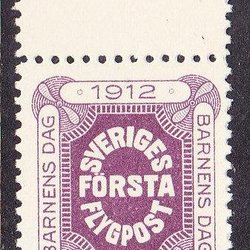 1912
BARNENS DAG
SVERIGES
FÖRSTA
FLYGPOST
BARNENS DAG